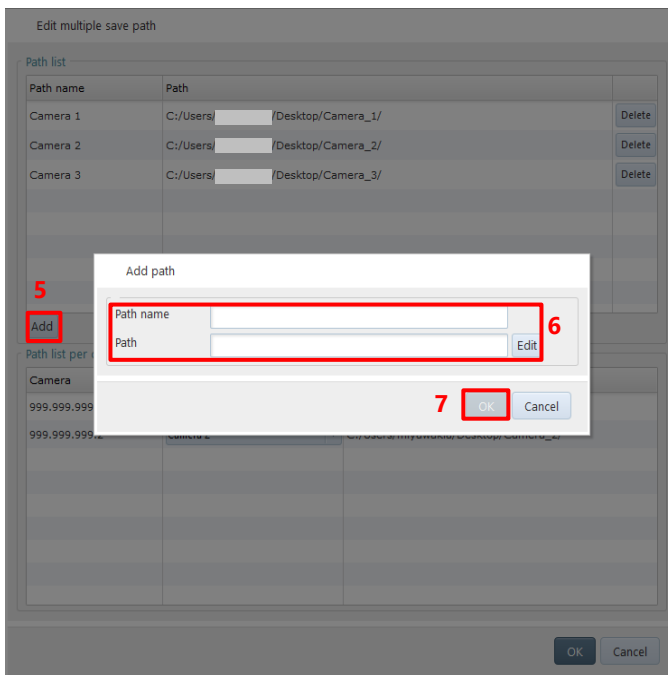 Edit multiple save path
Path list
Path name Path
Camera 1 C:/Users/ /Desktop/Camera_1/ Delete
Camera 2 C:/Users/ /Desktop/Camera_2/ Delete
Camera 3 C:/Users/ /Desktop/Camera_3/ Delete
Add path
5
Path name
6
Add
Path Edit
Path list per
Camera
7 OK Cancel
999.999.999
999.999.999.2
OK Cancel